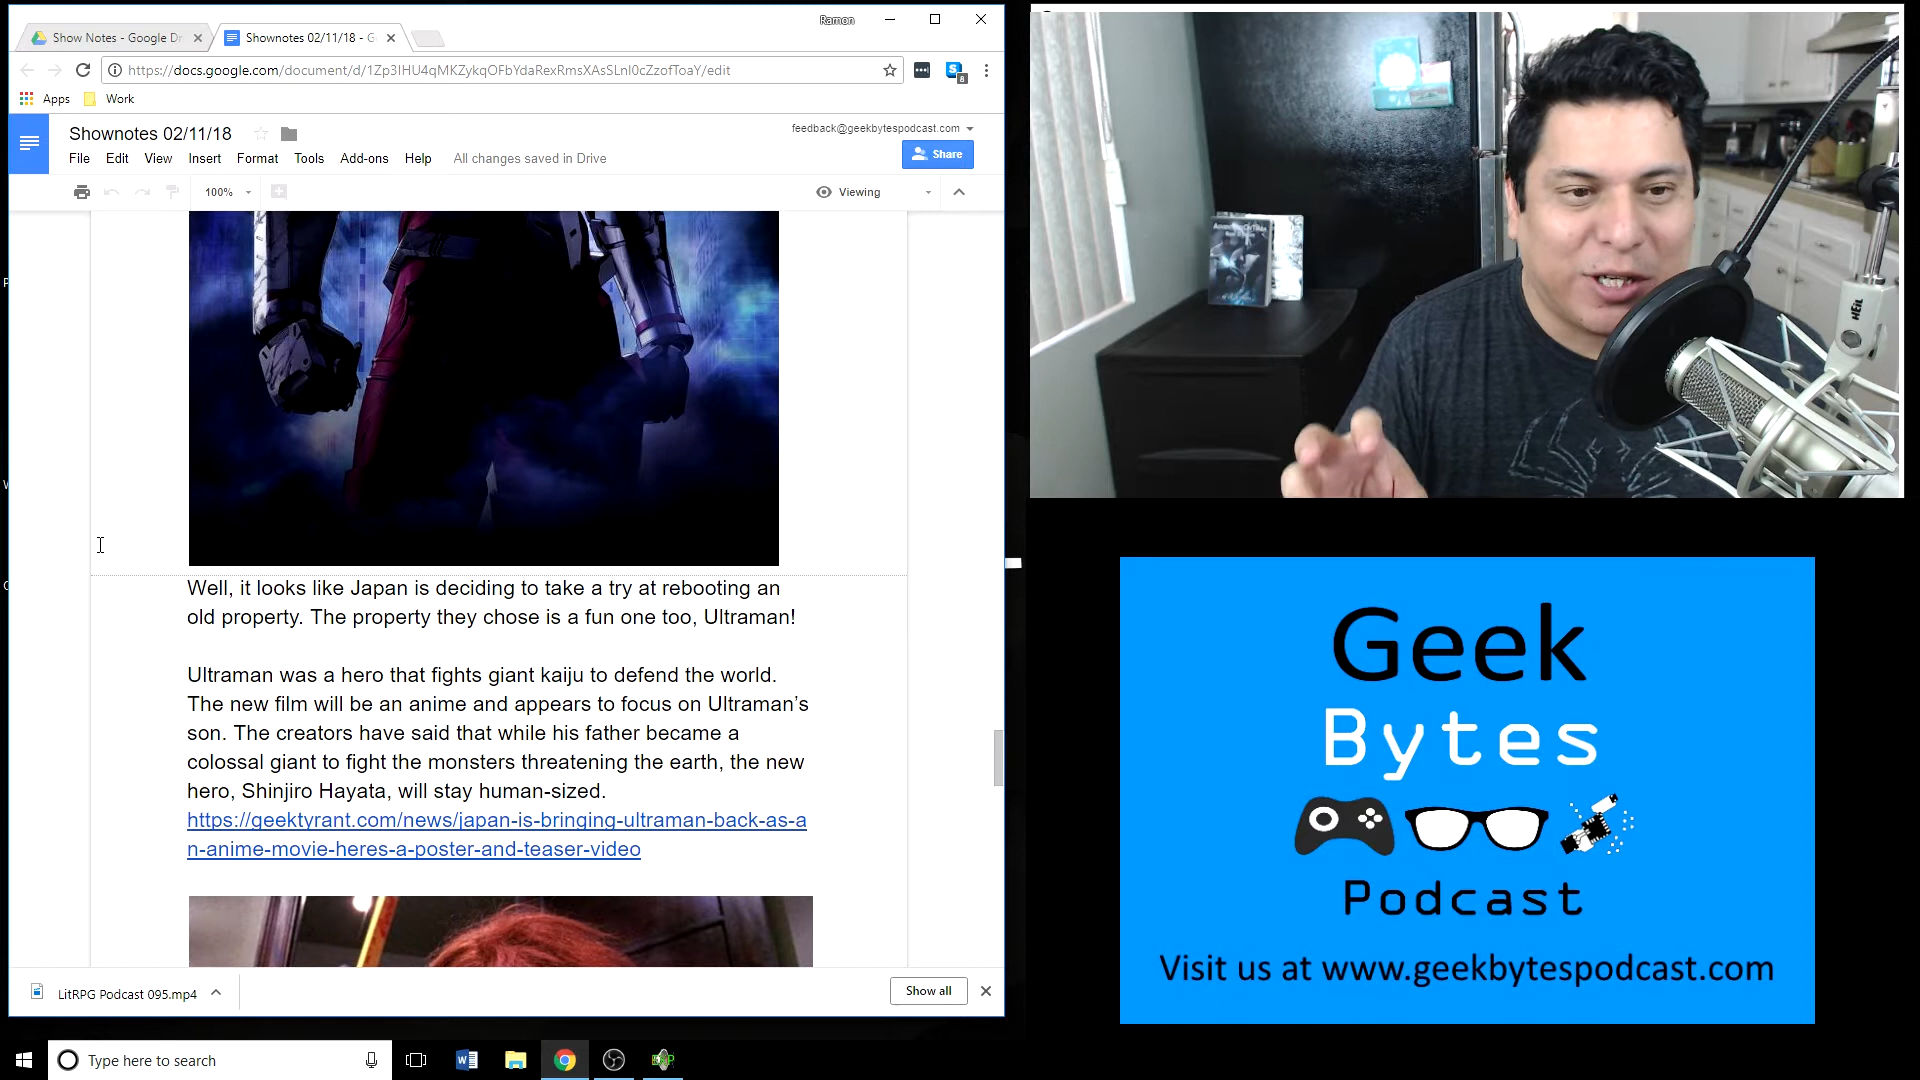 Ramon
Show Notes - Google Dr
Shownotes 02/11/18 - G
https://docs.google.com/document/d/1Zp3IHU4qMKZykqOFbYdaRexRmsXAsSLnI0cZzofToaY/edit
8
Apps
Work
Shownotes 02/11/18
feedback@geekbytespodcast.com
File Edit View Insert Format Tools Add-ons Help All changes saved in Drive
Share
100%
Viewing
Well, it looks like Japan is deciding to take a try at rebooting an
old property. The property they chose is a fun one too, Ultraman!
Ultraman was a hero that fights giant kaiju to defend the world.
The new film will be an anime and appears to focus on Ultraman’s
son. The creators have said that while his father became a
colossal giant to fight the monsters threatening the earth, the new
hero, Shinjiro Hayata, will stay human-sized.
https://geektyrant.com/news/japan-is-bringing-ultraman-back-as-a
n-anime-movie-heres-a-poster-and-teaser-video
LitRPG Podcast 095.mp4
Show all
Type here to search
HEiL
Geek
Bytes
Podcast
Visit us at www.geekbytespodcast.com